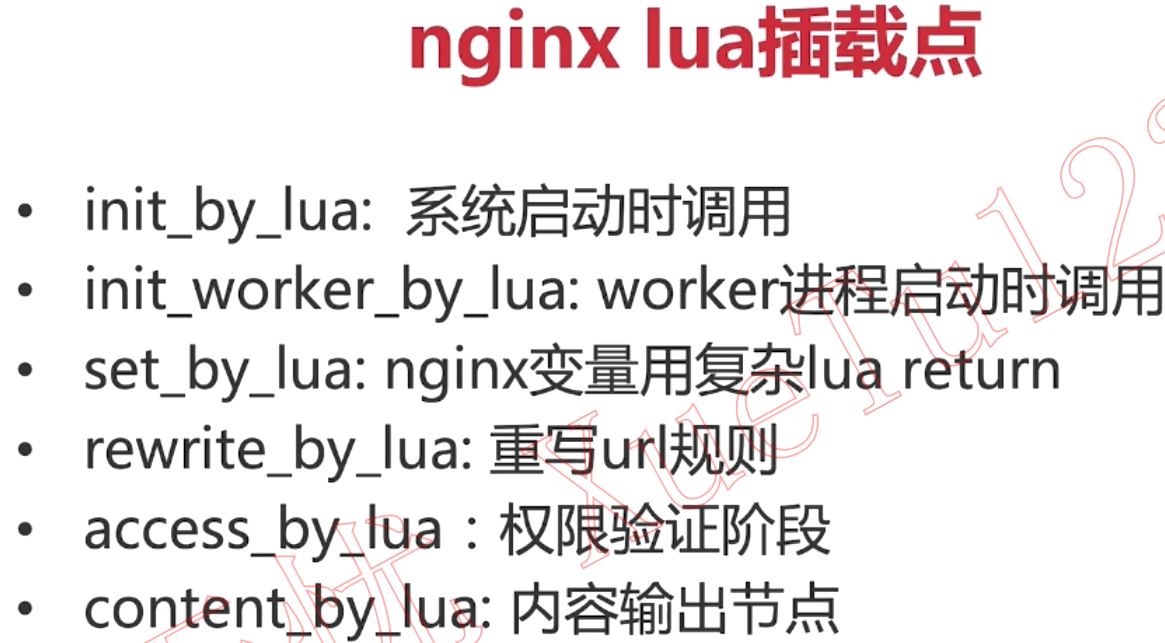 nginx lua插载点
• init_by_lua: 系统启动时调用
• init_worker_by_lua: worker进程启动时调用
• set_by_lua: nginx变量用复杂lua return
• rewrite_by_lua: 重写url规则
• access_by_lua：权限验证阶段
• content_by_lua: 内容输出节点
XueTu12